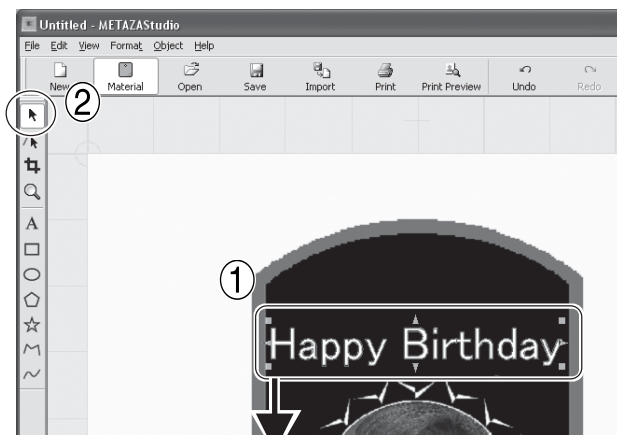 Untitled - METAZAStudio
File Edit View Format Object Help
New Material Open Save Import Print Print Preview Undo Redo
2
A
1
Happy Birthday